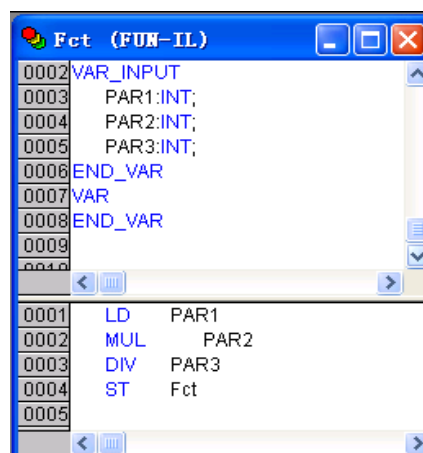 Fct (FUN-IL)
0002 VAR_INPUT
0003 PAR1:INT;
0004 PAR2:INT;
0005 PAR3:INT;
0006 END_VAR
0007 VAR
0008 END_VAR
0009
0010
0001 LD PAR1
0002 MUL PAR2
0003 DIV PAR3
0004 ST Fct
0005